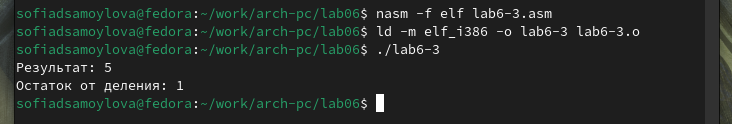 sofiadsamoylova@fedora:~/work/arch-pc/lab06$ nasm -f elf lab6-3.asm
sofiadsamoylova@fedora:~/work/arch-pc/lab06$ ld -m elf_i386 -o lab6-3 lab6-3.o
sofiadsamoylova@fedora:~/work/arch-pc/lab06$ ./lab6-3
Результат: 5
Остаток от деления: 1
sofiadsamoylova@fedora:~/work/arch-pc/lab06$